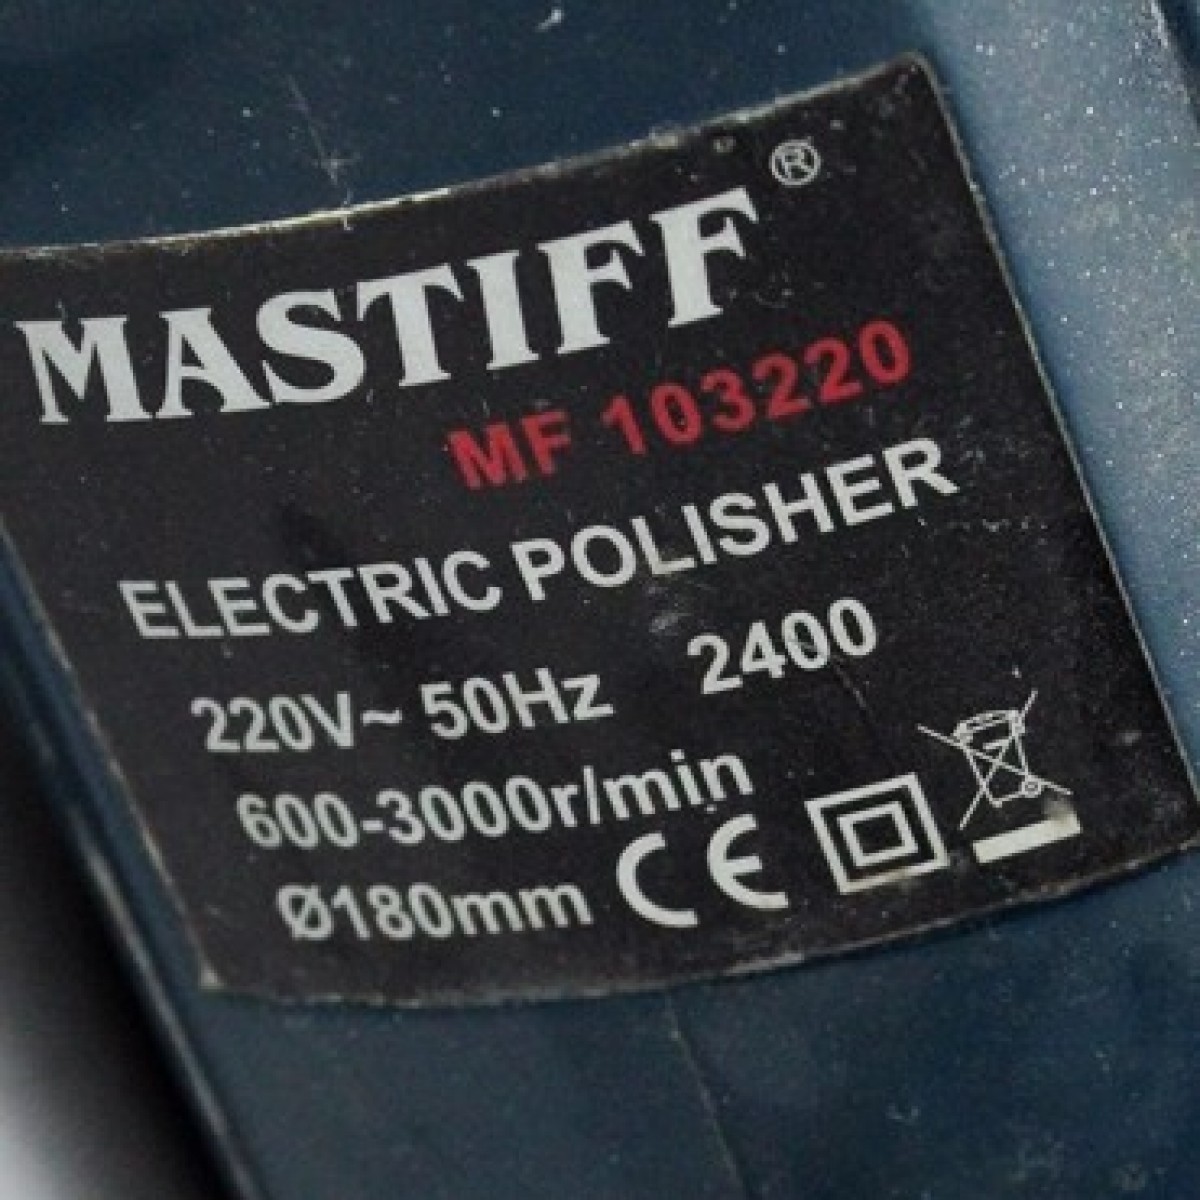 MASTIFF ®
MF 103220
ELECTRIC POLISHER
220V~ 50Hz 2400
600-3000r/min
Ø180mm CE